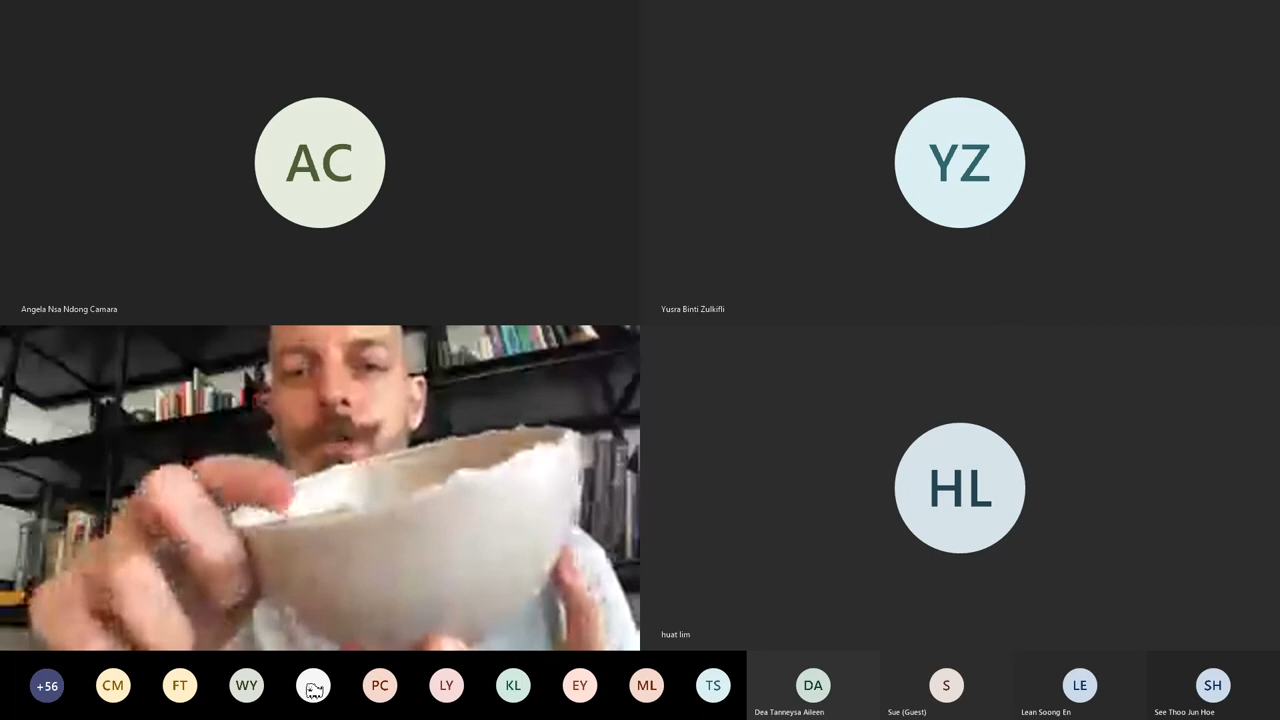 AC
Angela Nsa Ndong Camara
YZ
Yusra Binti Zulkifli
HL
huat lim
+56
CM
FT
WY
PC
LY
KL
EY
ML
TS
DA
Dea Tanneysa Aileen
S
Sue (Guest)
LE
Lean Soong En
SH
See Thoo Jun Hoe